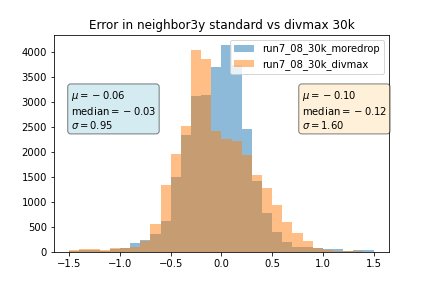 Error in neighbor3y standard vs divmax 30k
run7_08_30k_moredrop
run7_08_30k_divmax
μ = −0.06
median = −0.03
σ = 0.95
μ = −0.10
median = −0.12
σ = 1.60
4000
3500
3000
2500
2000
1500
1000
500
0
−1.5 −1.0 −0.5 0.0 0.5 1.0 1.5